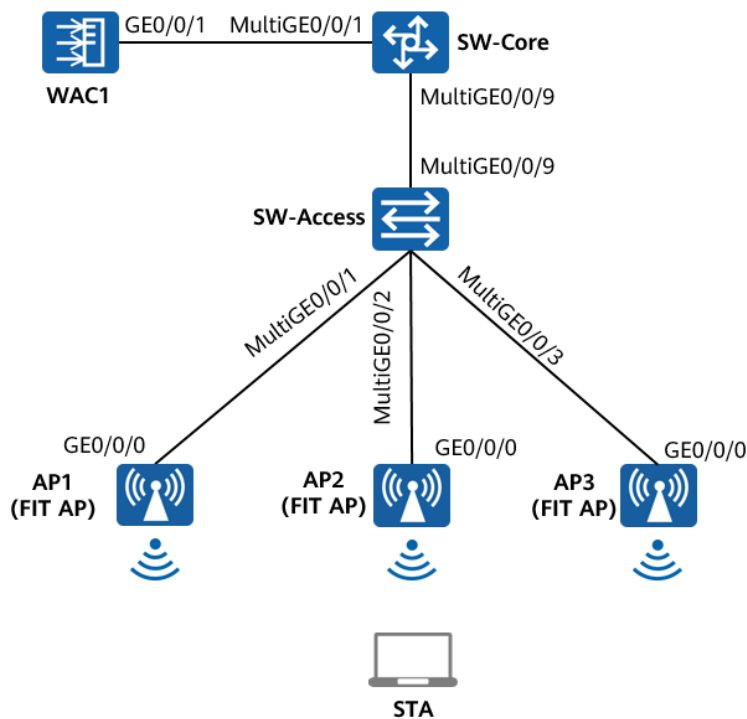 GE0/0/1
MultiGE0/0/1
SW-Core
WAC1
MultiGE0/0/9
MultiGE0/0/9
SW-Access
MultiGE0/0/1
MultiGE0/0/2
MultiGE0/0/3
GE0/0/0
GE0/0/0
GE0/0/0
AP1
(FIT AP)
AP2
(FIT AP)
AP3
(FIT AP)
STA